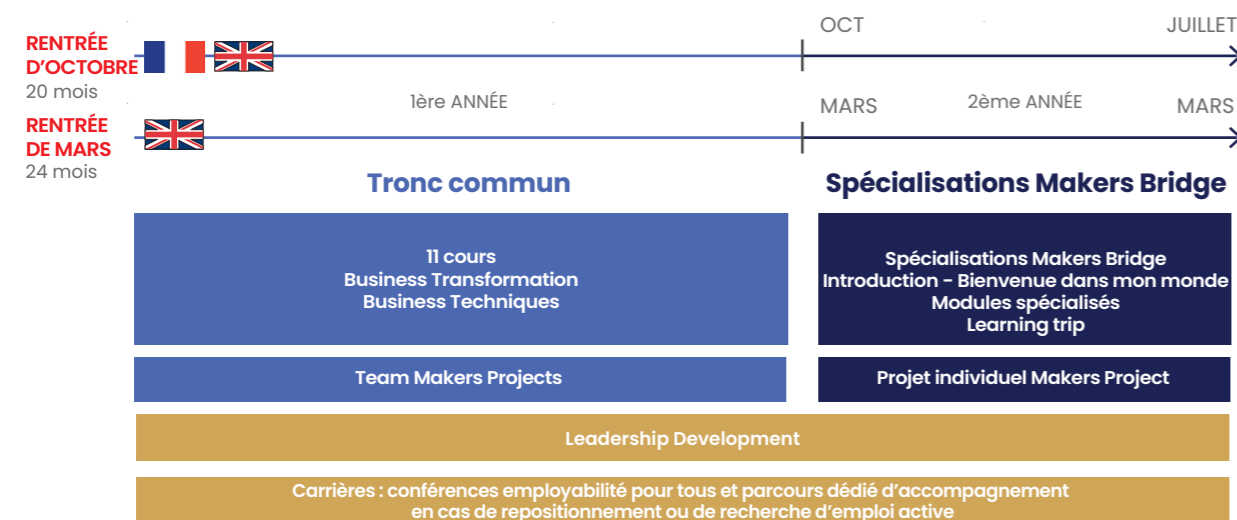 RENTRÉE
D'OCTOBRE
20 mois
OCT
JUILLET
1ère ANNÉE
MARS
2ème ANNÉE
MARS
RENTRÉE
DE MARS
24 mois
Tronc commun
Spécialisations Makers Bridge
11 cours
Business Transformation
Business Techniques
Spécialisations Makers Bridge
Introduction - Bienvenue dans mon monde
Modules spécialisés
Learning trip
Team Makers Projects
Projet individuel Makers Project
Leadership Development
Carrières : conférences employabilité pour tous et parcours dédié d'accompagnement
en cas de repositionnement ou de recherche d'emploi active